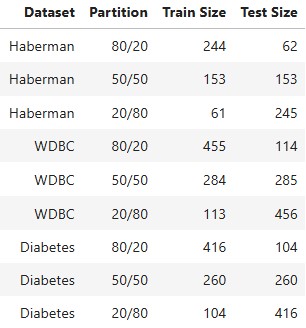 Dataset Partition Train Size Test Size
Haberman 80/20 244 62
Haberman 50/50 153 153
Haberman 20/80 61 245
WDBC 80/20 455 114
WDBC 50/50 284 285
WDBC 20/80 113 456
Diabetes 80/20 416 104
Diabetes 50/50 260 260
Diabetes 20/80 104 416